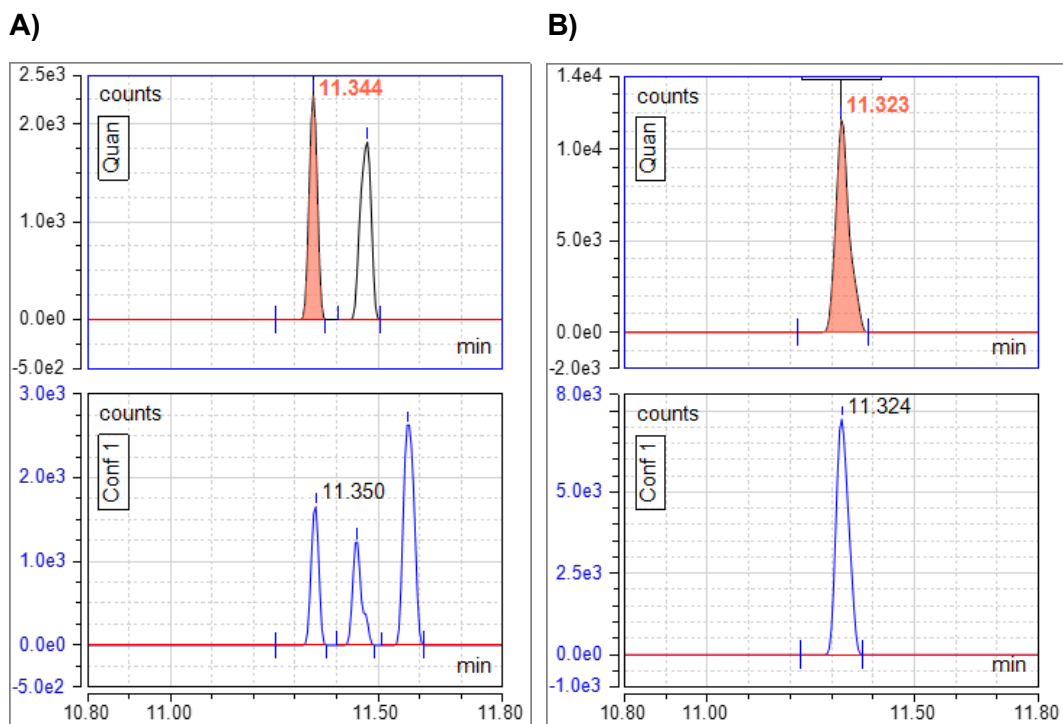 A)
2.5e3
2.0e3
1.0e3
0.0e0
-5.0e2
counts
Quan
11.344
min
3.0e3
2.0e3
1.0e3
0.0e0
-5.0e2
counts
Conf 1
11.350
min
10.80 11.00 11.50 11.80
B)
1.4e4
1.0e4
5.0e3
0.0e0
-2.0e3
counts
Quan
11.323
min
8.0e3
5.0e3
2.5e3
0.0e0
-1.0e3
counts
Conf 1
11.324
min
10.80 11.00 11.50 11.80